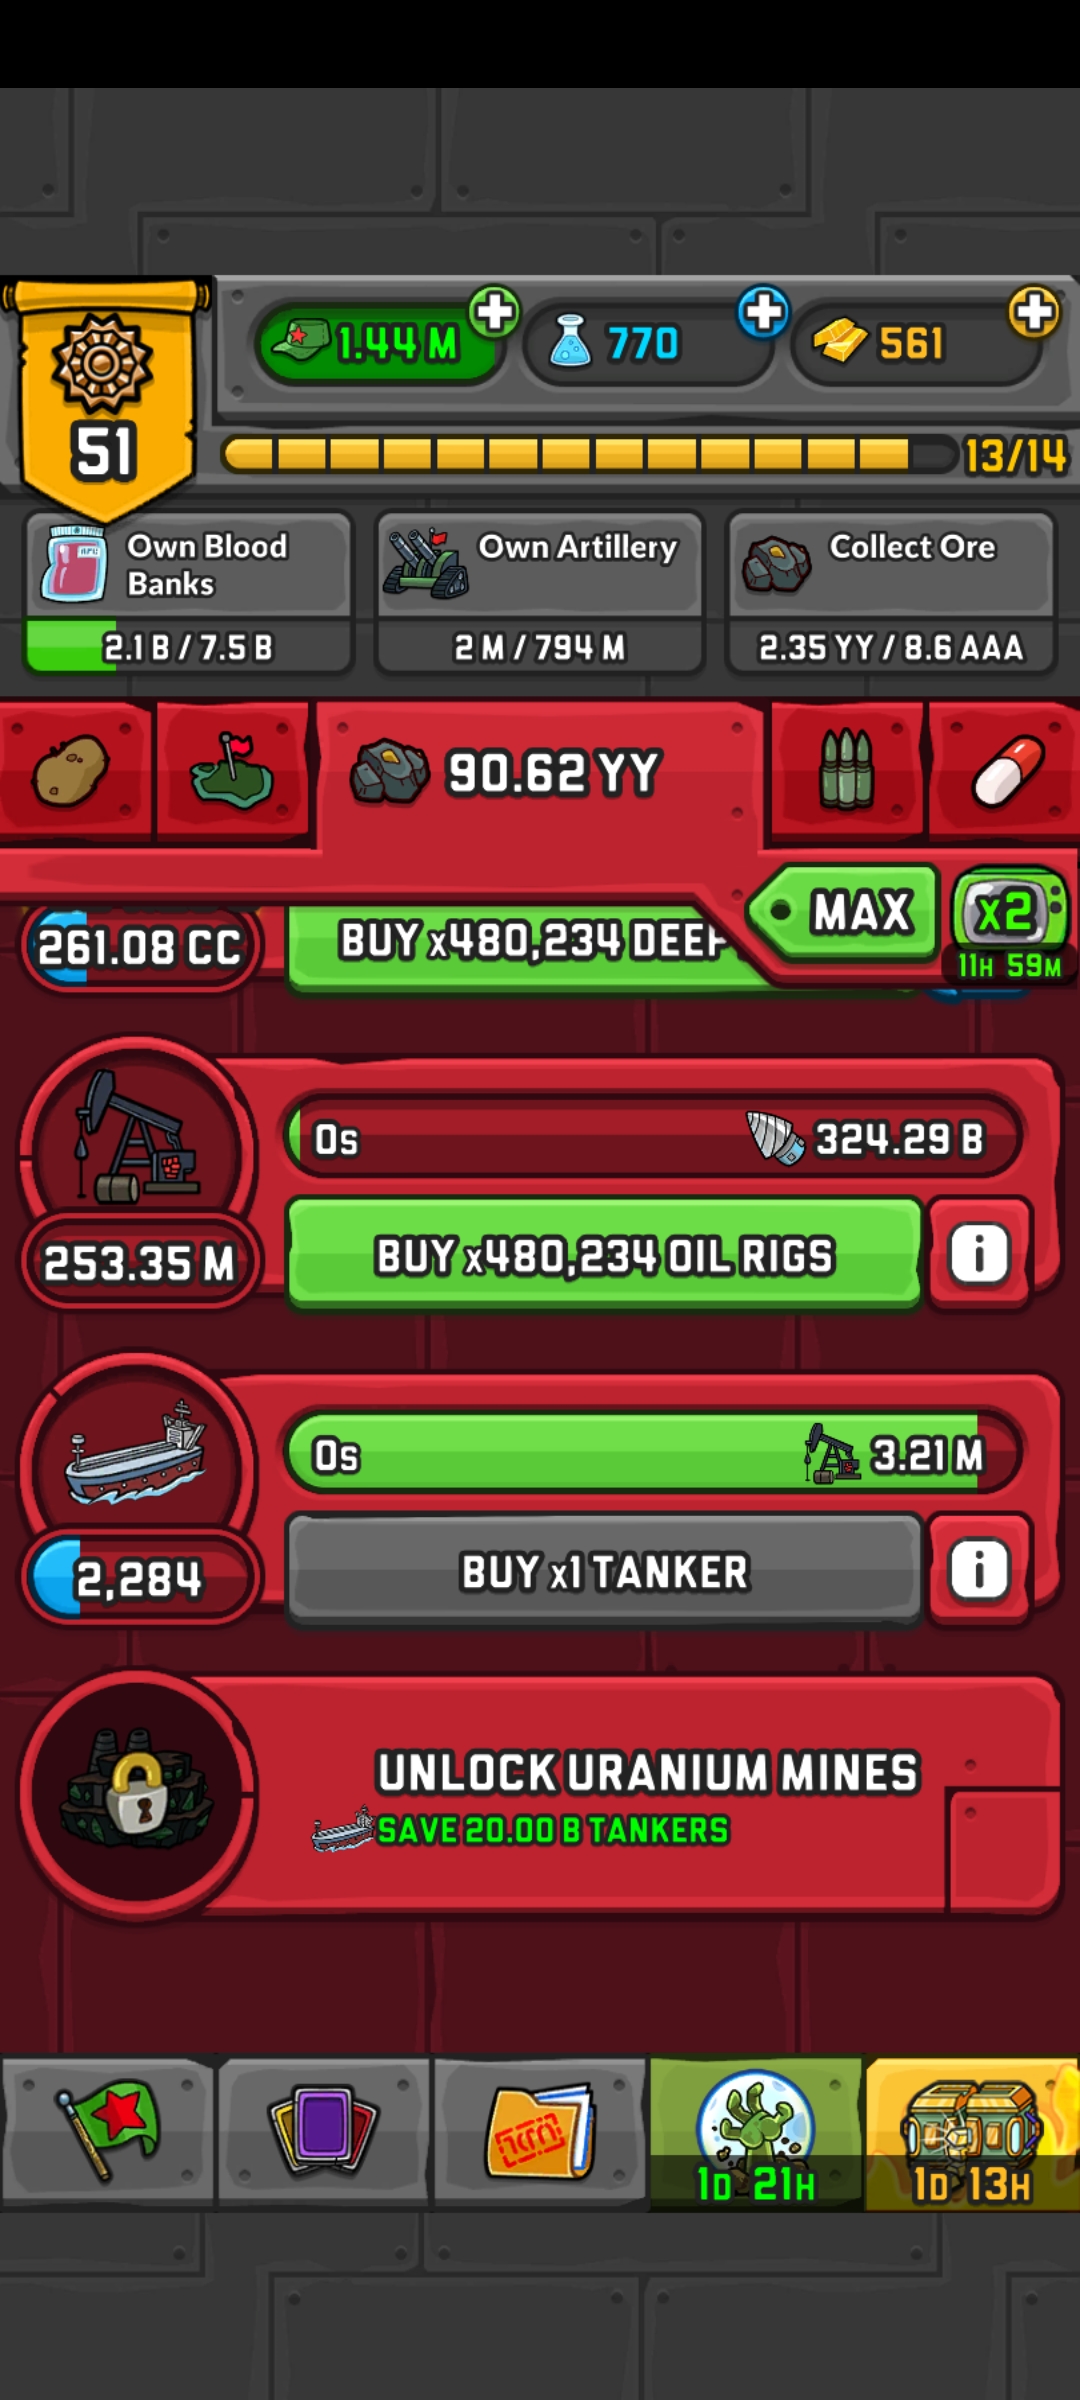 1.44 M
770
561
51
13/14
Own Blood
Banks
Own Artillery
Collect Ore
2.1 B / 7.5 B
2 M / 794 M
2.35 YY / 8.6 AAA
90.62 YY
MAX
x2
11H 59M
261.08 CC
BUY x480,234 DEEP
0s
324.29 B
253.35 M
BUY x480,234 OIL RIGS
i
0s
3.21 M
2,284
BUY x1 TANKER
i
UNLOCK URANIUM MINES
SAVE 20.00 B TANKERS
1D 21H
1D 13H